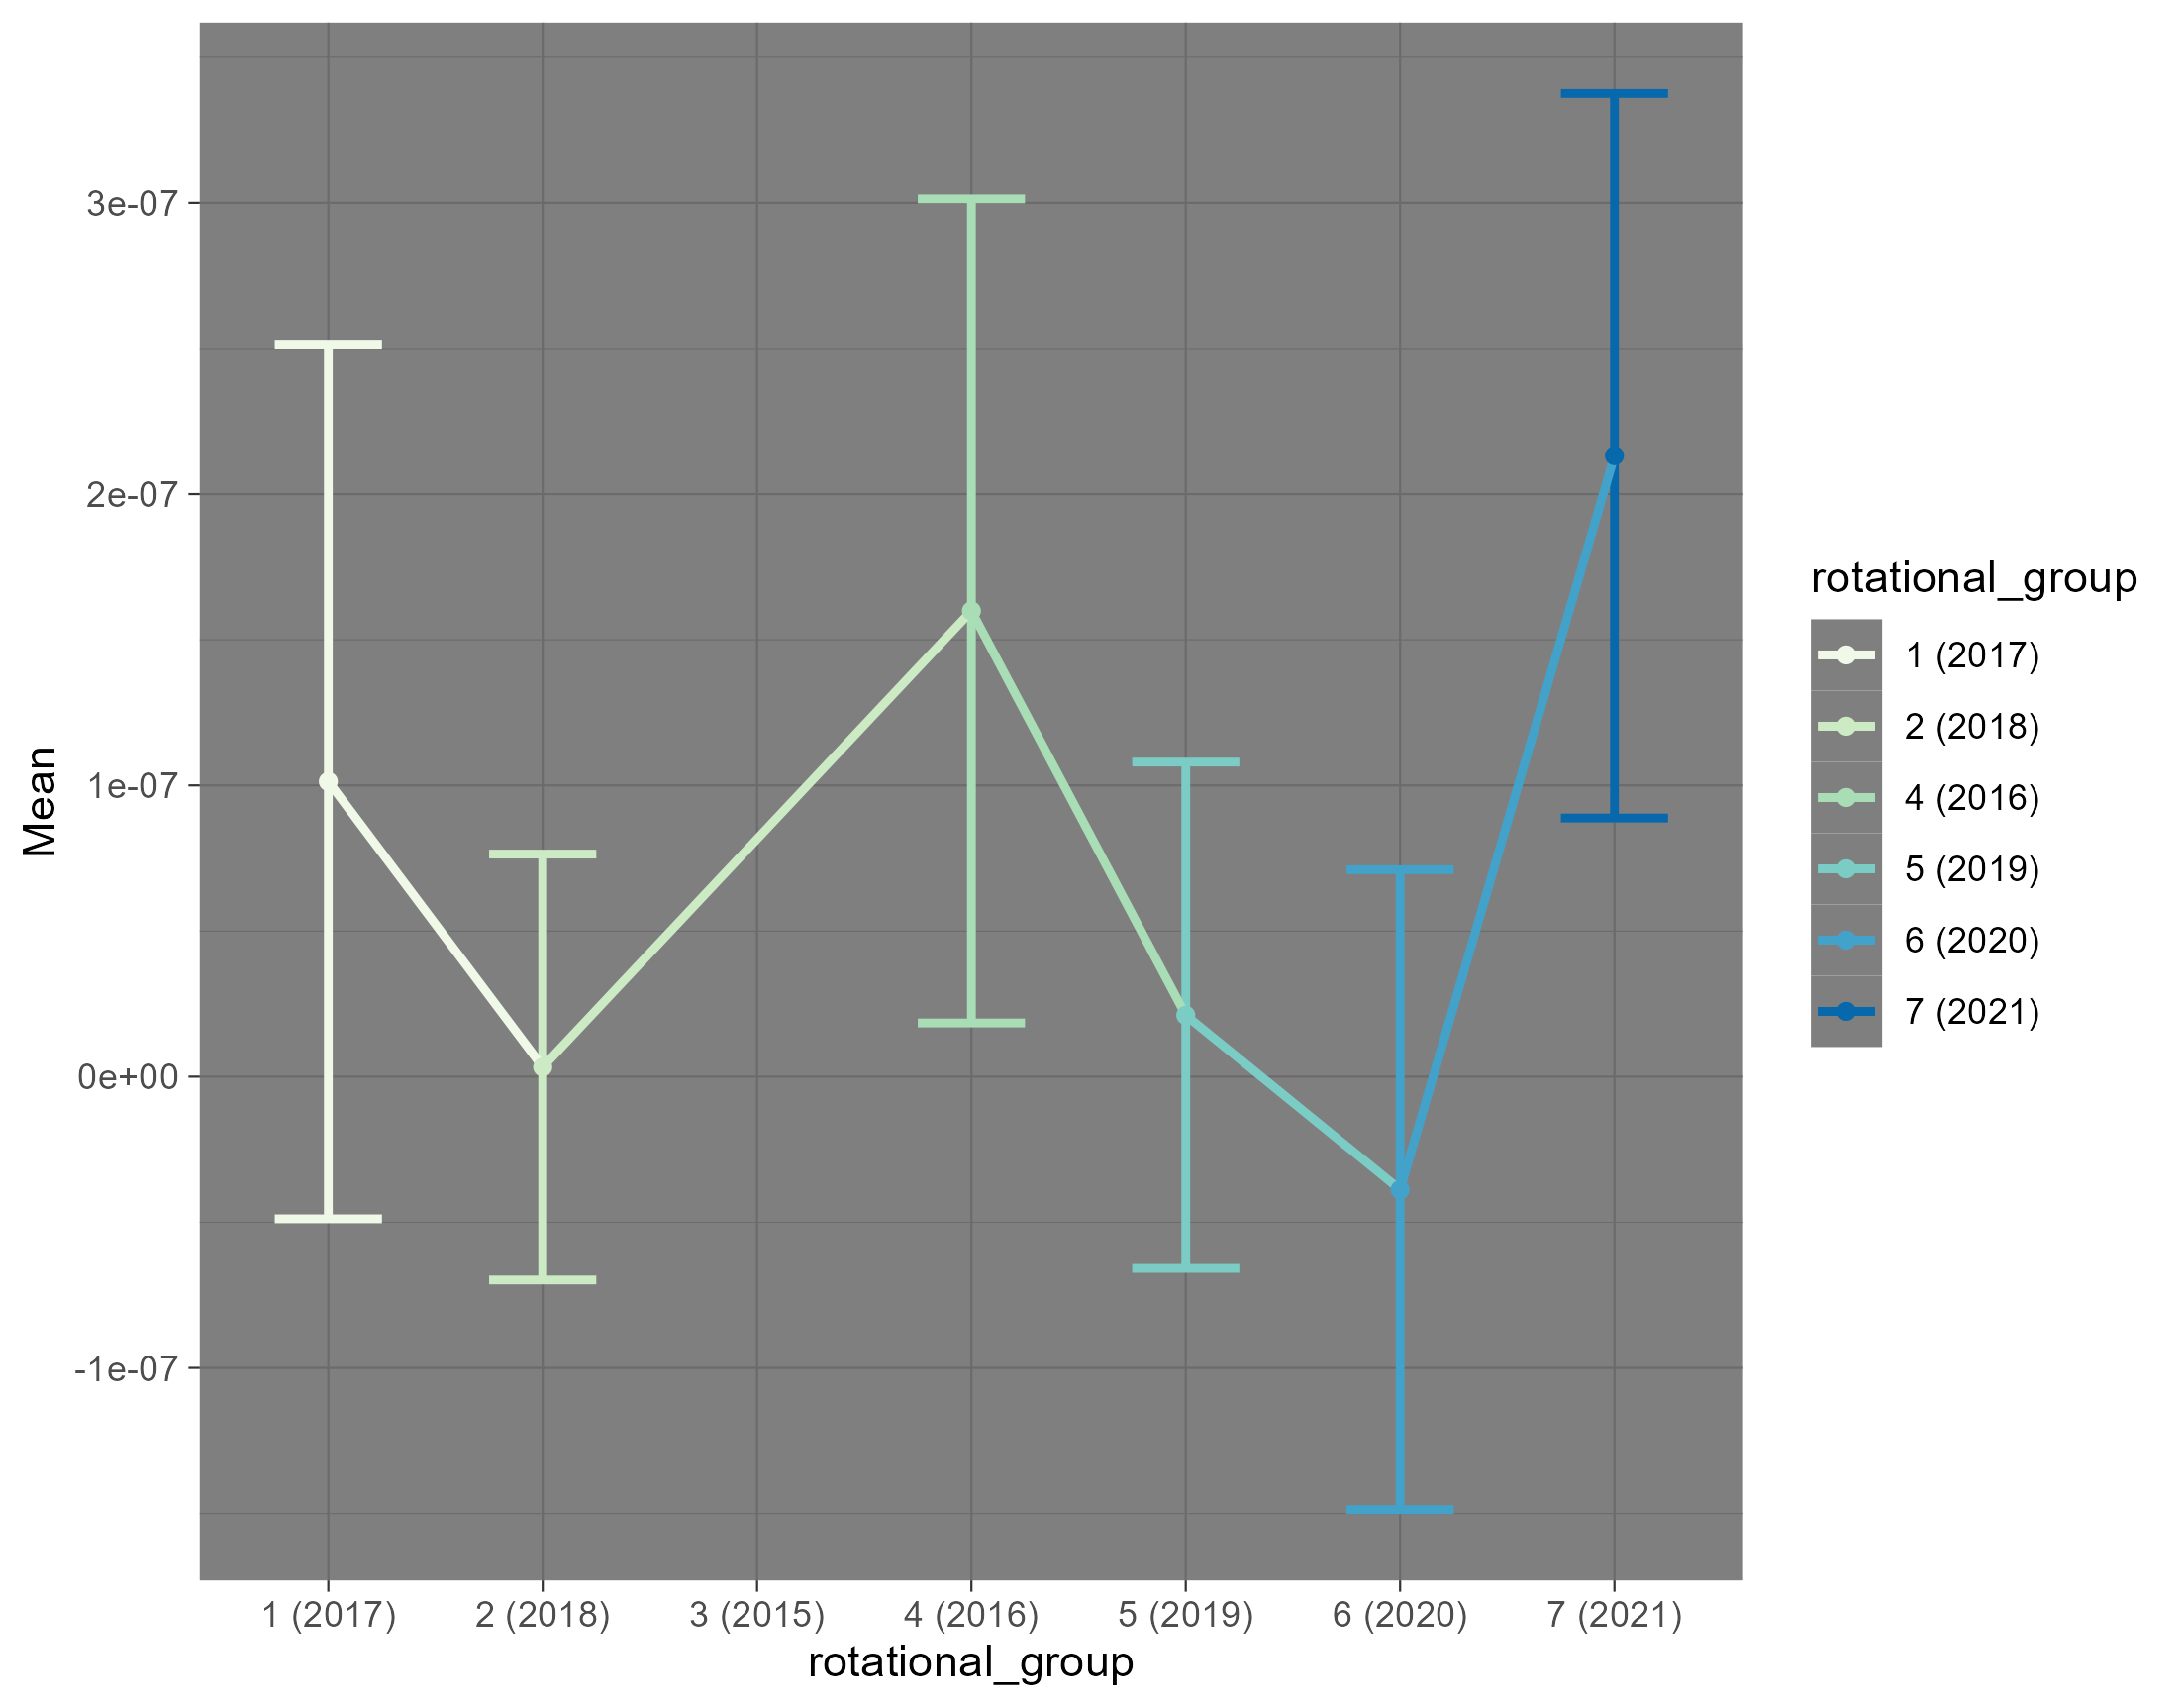 Mean
3e-07
2e-07
1e-07
0e+00
-1e-07
1 (2017) 2 (2018) 3 (2015) 4 (2016) 5 (2019) 6 (2020) 7 (2021)
rotational_group
rotational_group
1 (2017)
2 (2018)
4 (2016)
5 (2019)
6 (2020)
7 (2021)